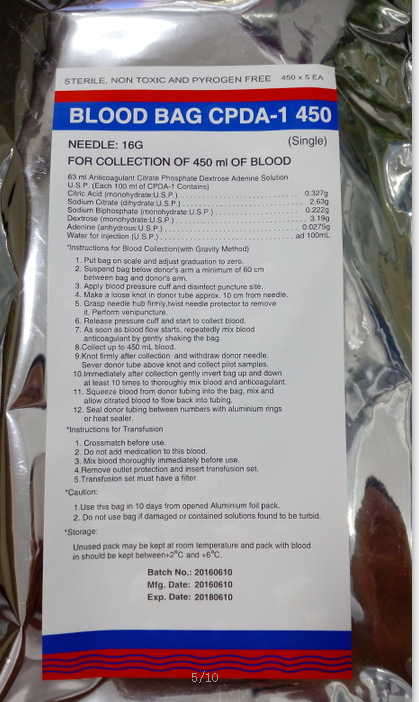 STERILE, NON TOXIC AND PYROGEN FREE 450 x 5 EA
BLOOD BAG CPDA-1 450
(Single)
NEEDLE: 16G
FOR COLLECTION OF 450 ml OF BLOOD
63 ml Anticoagulant Citrate Phosphate Dextrose Adenine Solution
U.S.P. (Each 100 ml of CPDA-1 Contains)
Citric Acid (monohydrate:U.S.P.) 0.327g
Sodium Citrate (dihydrate:U.S.P.) 2.63g
Sodium Biphosphate (monohydrate:U.S.P.) 0.222g
Dextrose (monohydrate:U.S.P.) 3.19g
Adenine (anhydrous:U.S.P.) 0.0275g
Water for Injection (U.S.P.) ad 100mL
*Instructions for Blood Collection(with Gravity Method)
1. Put bag on scale and adjust graduation to zero.
2. Suspend bag below donor's arm a minimum of 60 cm
between bag and donor's arm.
3. Apply blood pressure cuff and disinfect puncture site.
4. Make a loose knot in donor tube approx. 10 cm from needle.
5. Grasp needle hub firmly,twist needle protector to remove
it. Perform venipuncture.
6. Release pressure cuff and start to collect blood.
7. As soon as blood flow starts, repeatedly mix blood
anticoagulant by gently shaking the bag.
8.Collect up to 450 mL blood.
9.Knot firmly after collection and withdraw donor needle.
Sever donor tube above knot and collect pilot samples.
10.Immediately after collection gently invert bag up and down
at least 10 times to thoroughly mix blood and anticoagulant.
11. Squeeze blood from donor tubing into the bag, mix and
allow citrated blood to flow back into tubing.
12. Seal donor tubing between numbers with aluminium rings
or heat sealer.
*Instructions for Transfusion
1. Crossmatch before use.
2. Do not add medication to this blood.
3. Mix blood thoroughly immediately before use.
4.Remove outlet protection and insert transfusion set.
5.Transfusion set must have a filter.
*Caution:
1.Use this bag in 10 days from opened Aluminium foil pack.
2. Do not use bag if damaged or contained solutions found to be turbid.
*Storage:
Unused pack may be kept at room temperature and pack with blood
in should be kept between+2°C and +6°C.
Batch No.: 20160610
Mfg. Date: 20160610
Exp. Date: 20180610
5/10